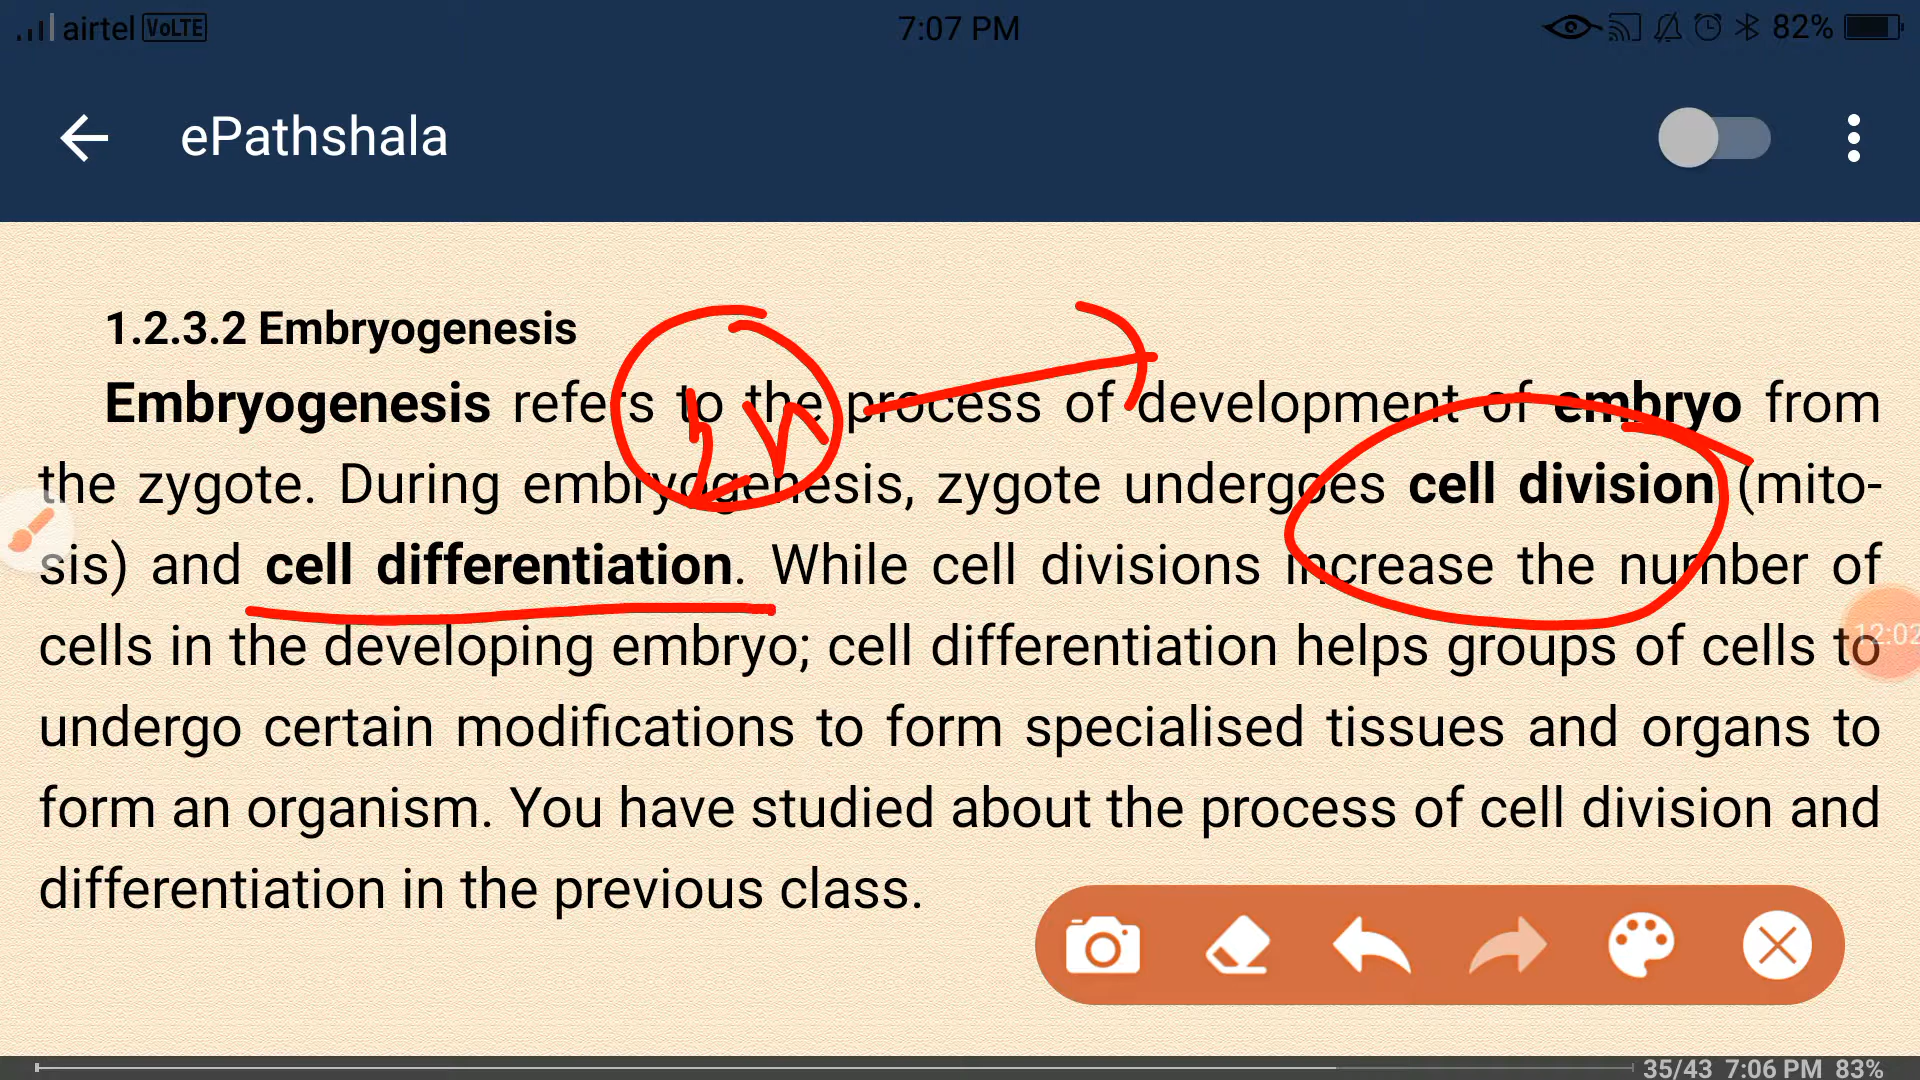 airtel VoLTE 7:07 PM 82%
ePathshala
1.2.3.2 Embryogenesis
Embryogenesis refers to the process of development of embryo from
the zygote. During embryogenesis, zygote undergoes cell division (mito-
sis) and cell differentiation. While cell divisions increase the number of
cells in the developing embryo; cell differentiation helps groups of cells to
undergo certain modifications to form specialised tissues and organs to
form an organism. You have studied about the process of cell division and
differentiation in the previous class.
12:02
35/43 7:06 PM 83%